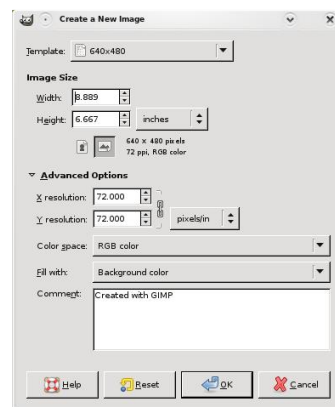 Create a New Image
Template: 640x480
Image Size
Width: 8.889
Height: 6.667 inches
640 x 480 pixels
72 ppi, RGB color
Advanced Options
X resolution: 72.000
Y resolution: 72.000 pixels/in
Color space: RGB color
Fill with: Background color
Comment: Created with GIMP
Help Reset OK Cancel